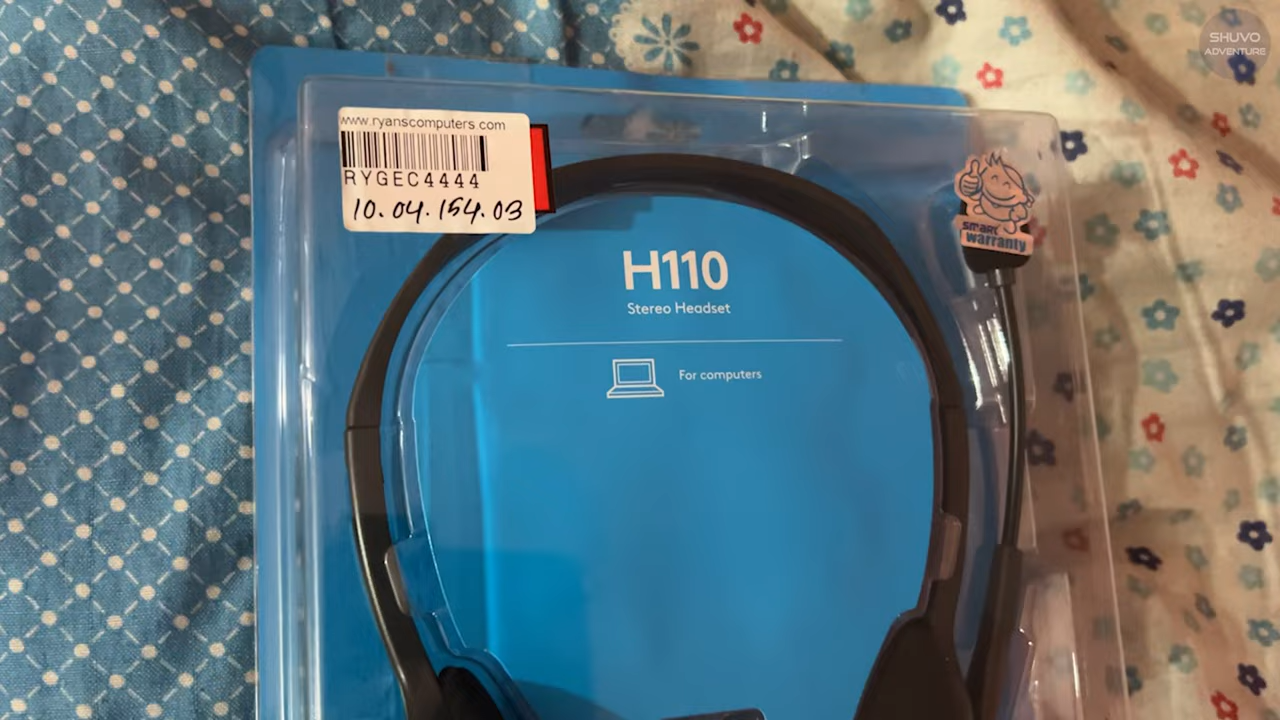 SHUVO
ADVENTURE
www.ryanscomputers.com
RYGEC4444
10.04.154.03
smart
warranty
H110
Stereo Headset
For computers